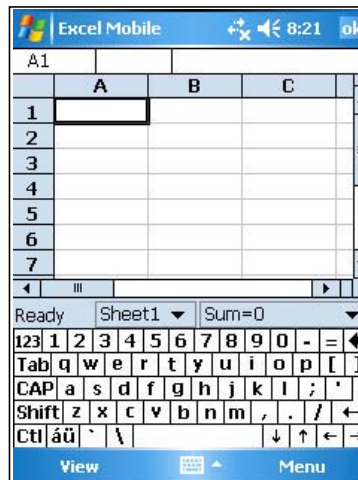 Excel Mobile 8:21 ok
A1
A B C
1
2
3
4
5
6
7
Ready Sheet1 Sum=0
123 1 2 3 4 5 6 7 8 9 0 - =
Tab q w e r t y u i o p [ ]
CAP a s d f g h j k l ; '
Shift z x c v b n m , . / ←
Ctl áü ` \ ↓ ↑ ← →
View Menu